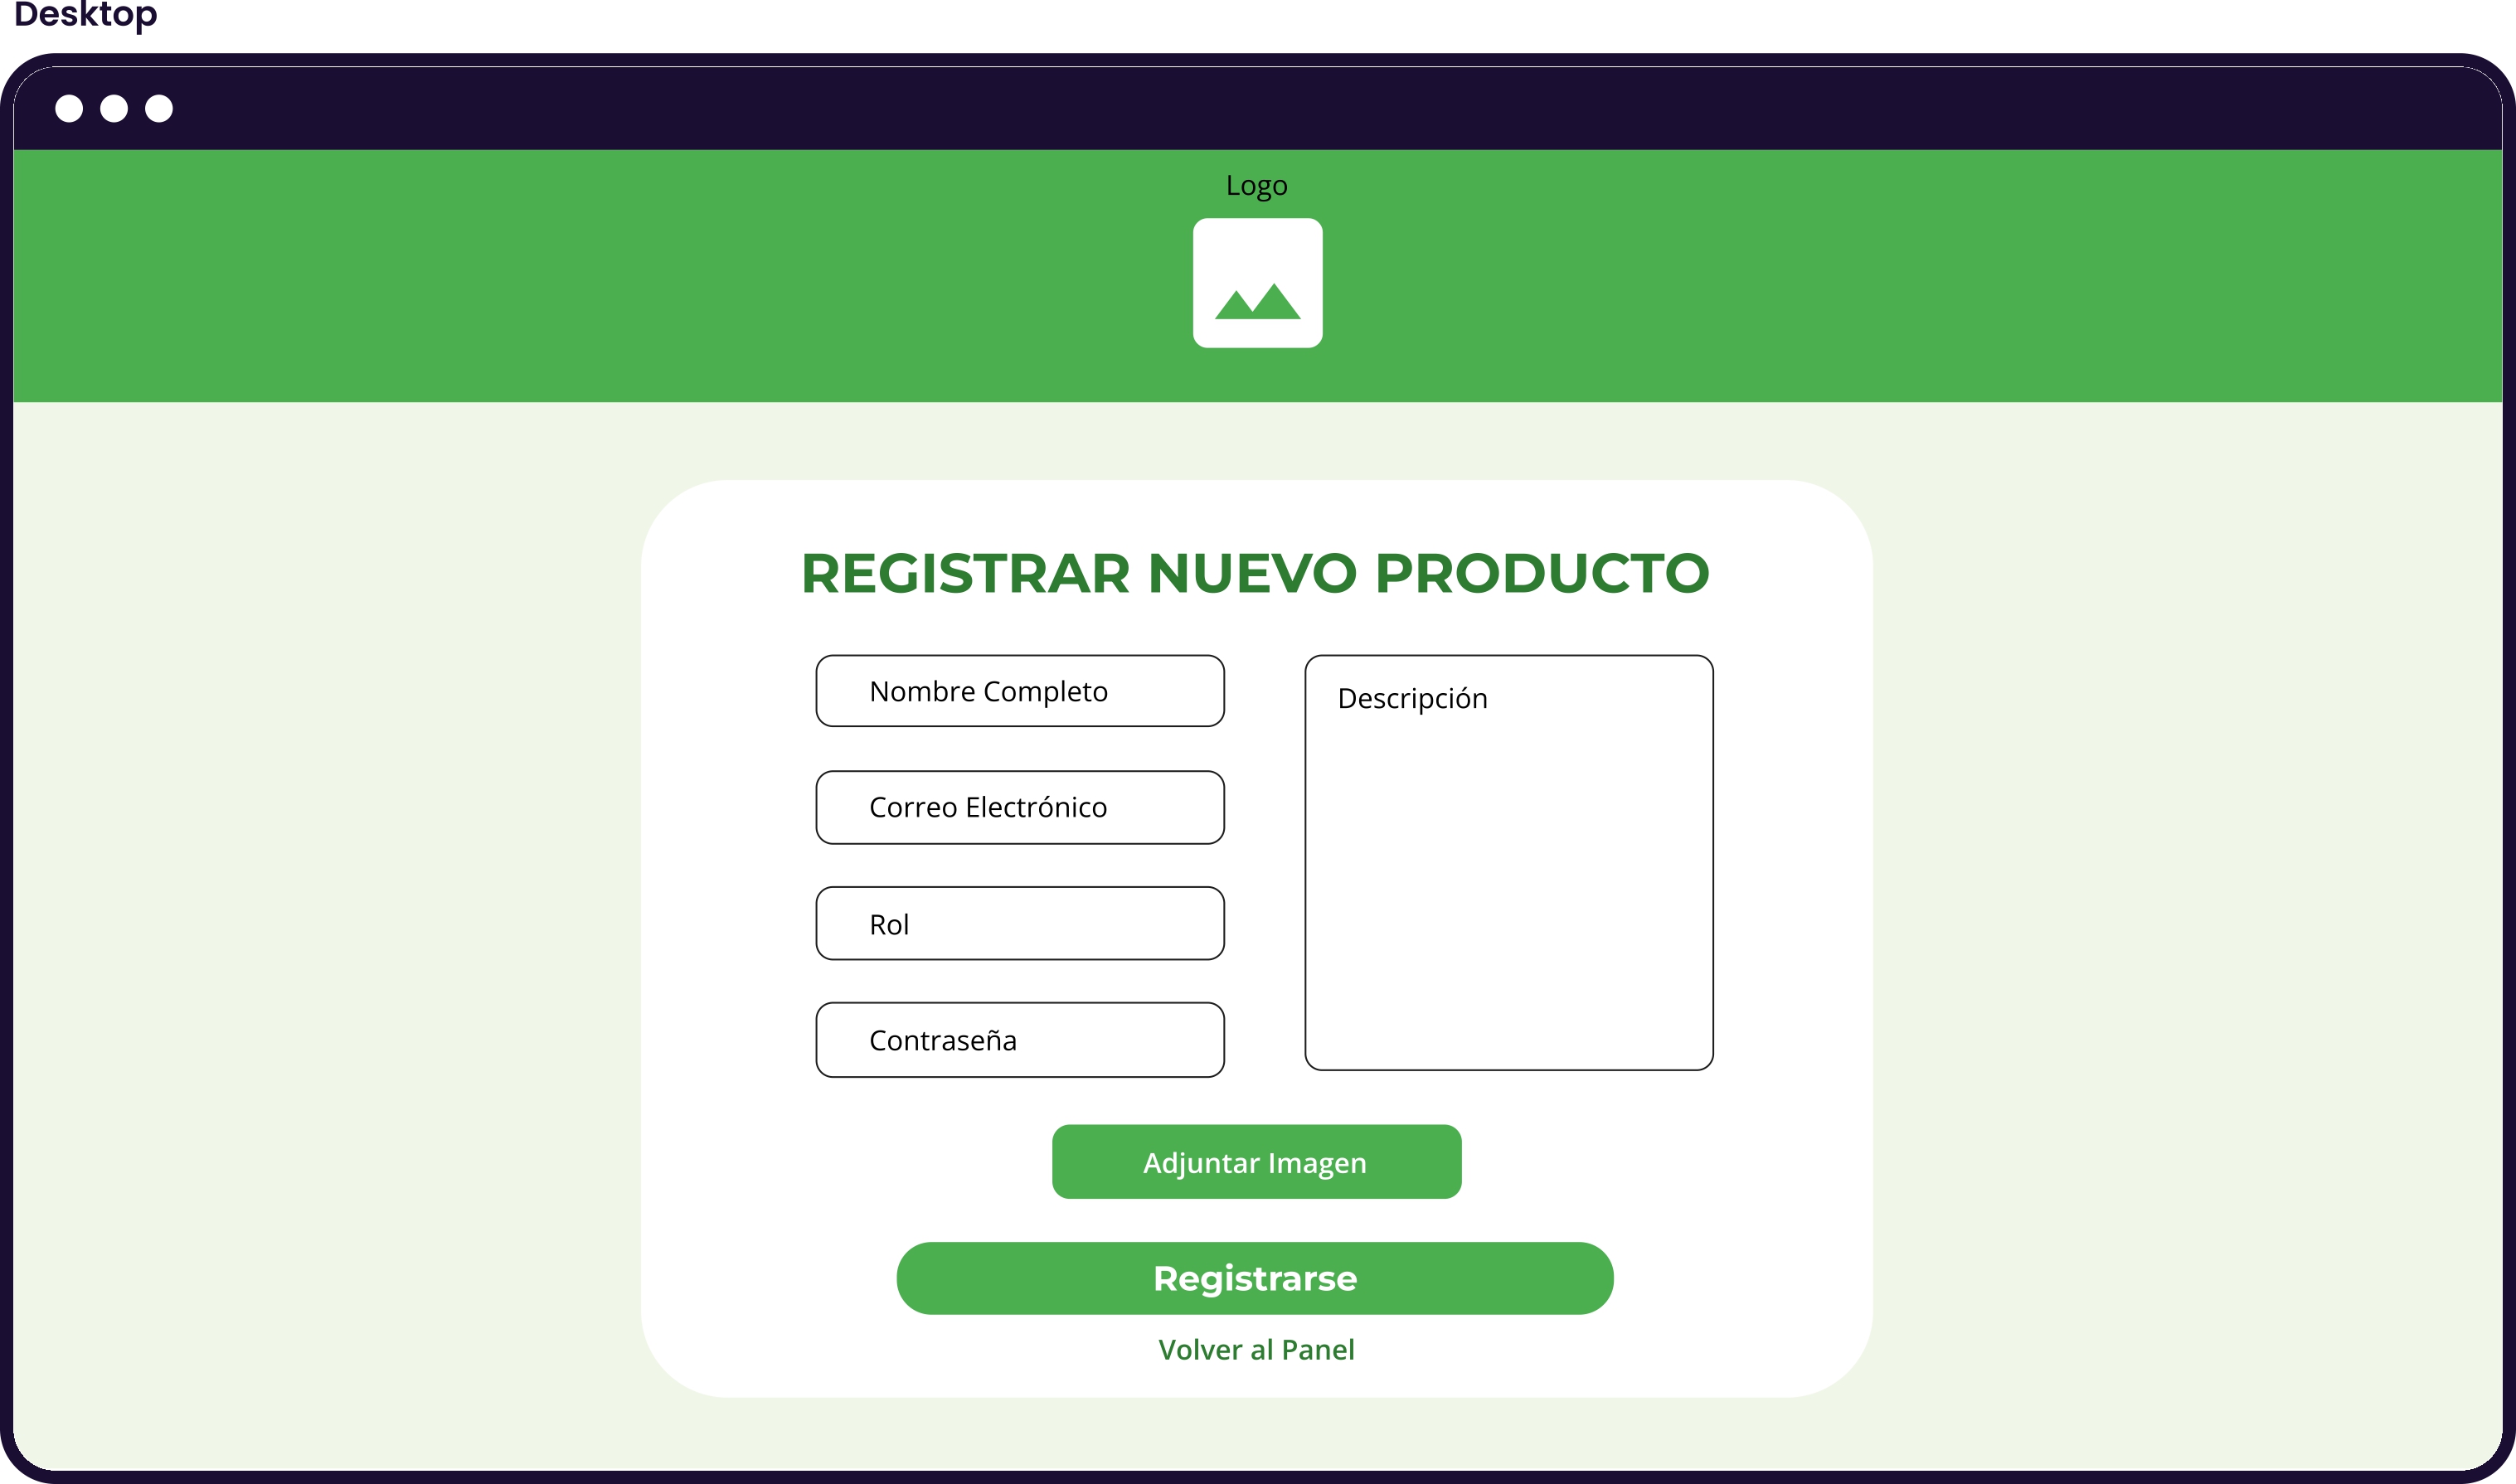 Desktop
Logo
REGISTRAR NUEVO PRODUCTO
Nombre Completo
Correo Electrónico
Rol
Contraseña
Descripción
Adjuntar Imagen
Registrarse
Volver al Panel